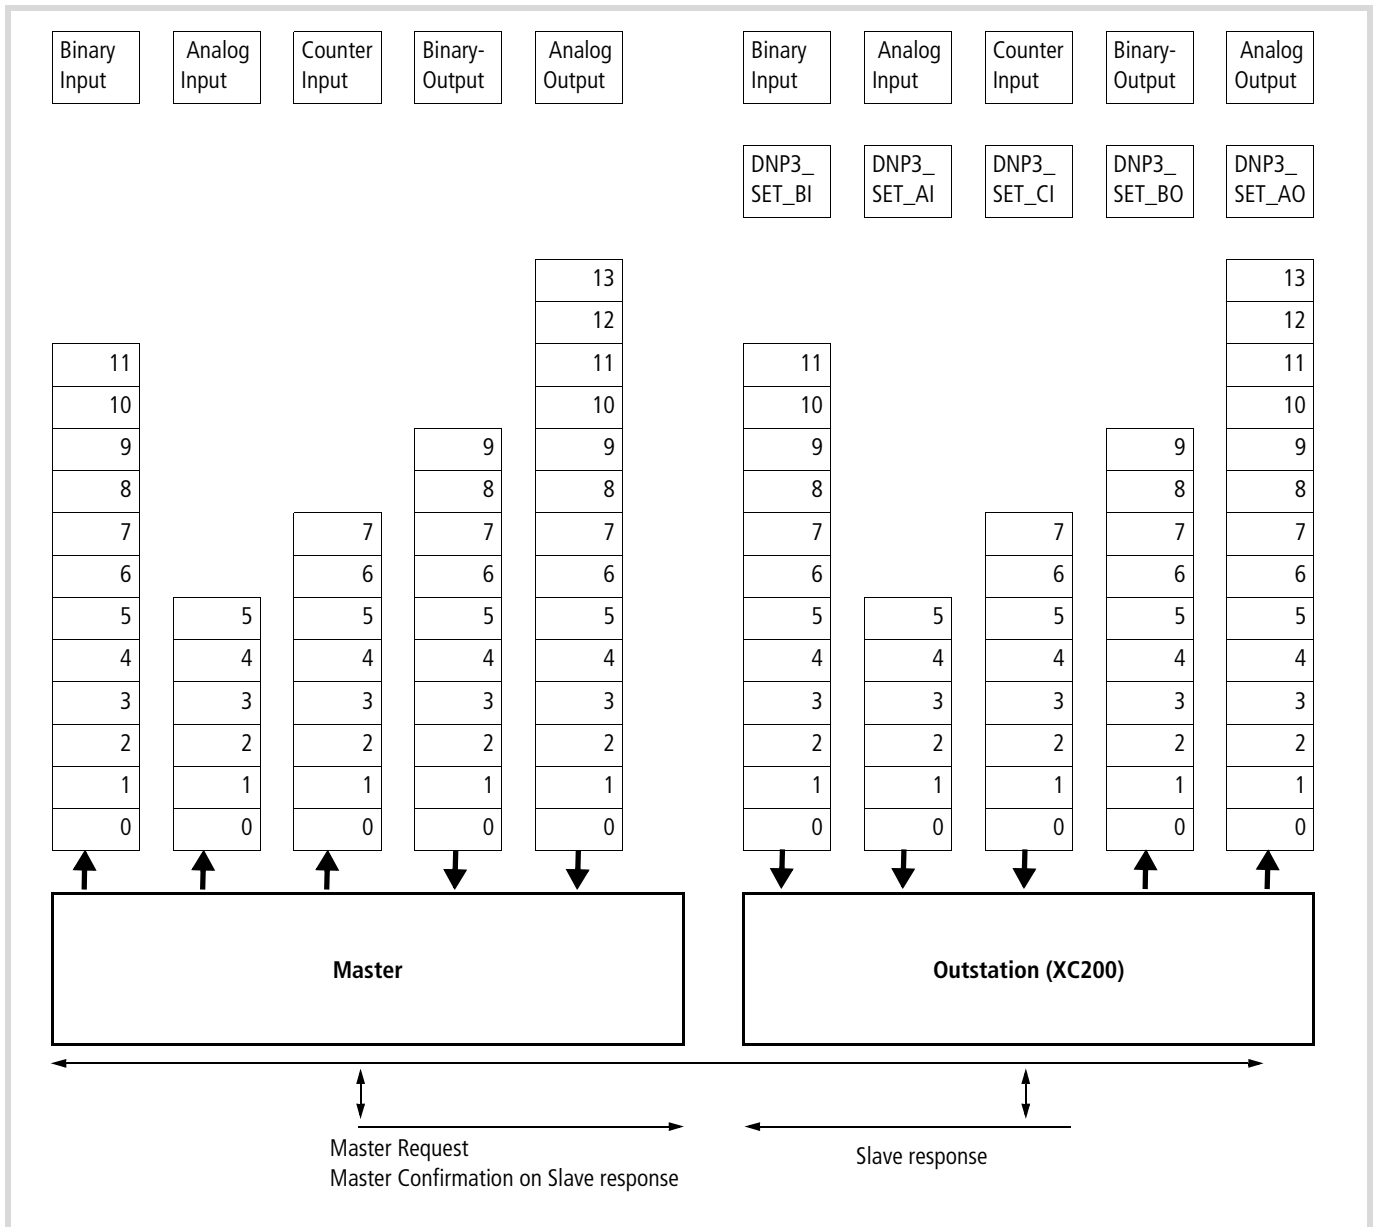 Binary Input
Analog Input
Counter Input
Binary-Output
Analog Output
Binary Input
Analog Input
Counter Input
Binary-Output
Analog Output
DNP3_
SET_BI
DNP3_
SET_AI
DNP3_
SET_CI
DNP3_
SET_BO
DNP3_
SET_AO
13 13
12 12
11 11 11 11
10 10 10 10
9 9 9 9 9 9
8 8 8 8 8 8
7 7 7 7 7 7 7 7
6 6 6 6 6 6 6 6
5 5 5 5 5 5 5 5 5 5
4 4 4 4 4 4 4 4 4 4
3 3 3 3 3 3 3 3 3 3
2 2 2 2 2 2 2 2 2 2
1 1 1 1 1 1 1 1 1 1
0 0 0 0 0 0 0 0 0 0
Master
Outstation (XC200)
Master Request
Master Confirmation on Slave response
Slave response